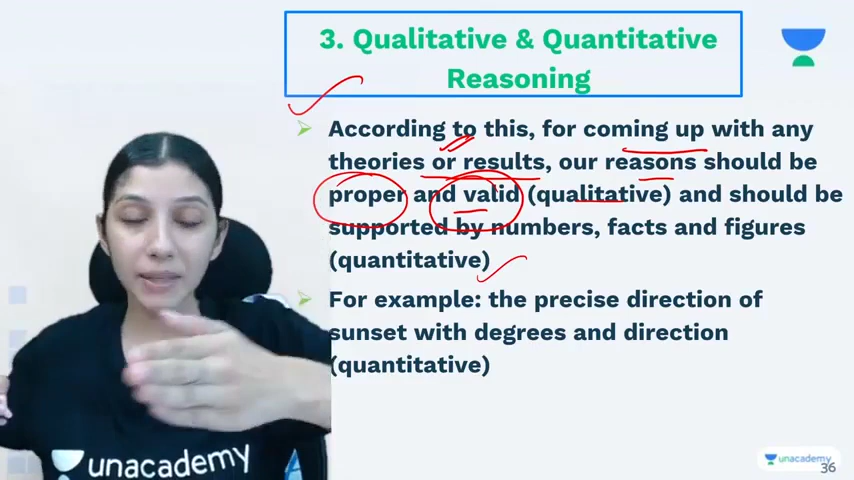 3. Qualitative & Quantitative
Reasoning
According to this, for coming up with any
theories or results, our reasons should be
proper and valid (qualitative) and should be
supported by numbers, facts and figures
(quantitative)
For example: the precise direction of
sunset with degrees and direction
(quantitative)
unacademy
unacademy
36